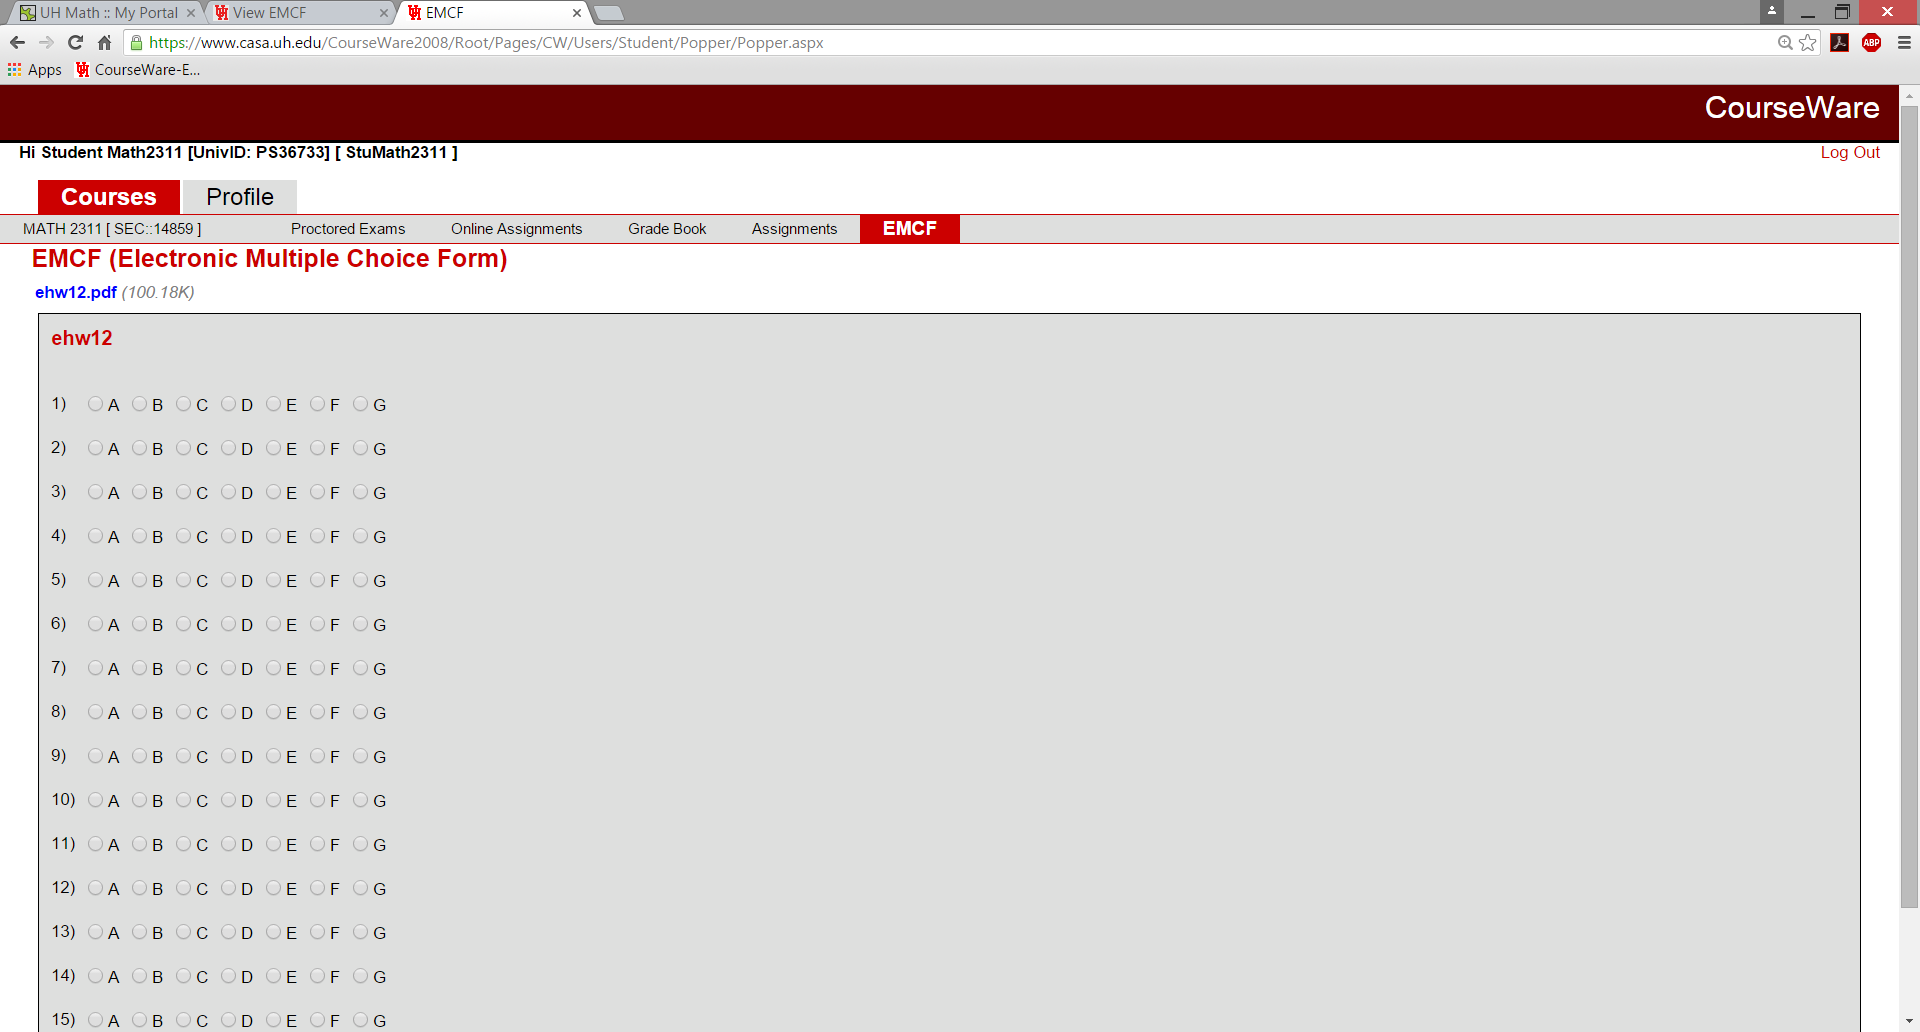 UH Math :: My Portal
View EMCF
EMCF
https://www.casa.uh.edu/CourseWare2008/Root/Pages/CW/Users/Student/Popper/Popper.aspx
ABP
Apps
CourseWare-E...
CourseWare
Hi Student Math2311 [UnivID: PS36733] [ StuMath2311 ]
Log Out
Courses
Profile
MATH 2311 [ SEC::14859 ]
Proctored Exams
Online Assignments
Grade Book
Assignments
EMCF
EMCF (Electronic Multiple Choice Form)
ehw12.pdf (100.18K)
ehw12
1) A B C D E F G
2) A B C D E F G
3) A B C D E F G
4) A B C D E F G
5) A B C D E F G
6) A B C D E F G
7) A B C D E F G
8) A B C D E F G
9) A B C D E F G
10) A B C D E F G
11) A B C D E F G
12) A B C D E F G
13) A B C D E F G
14) A B C D E F G
15) A B C D E F G